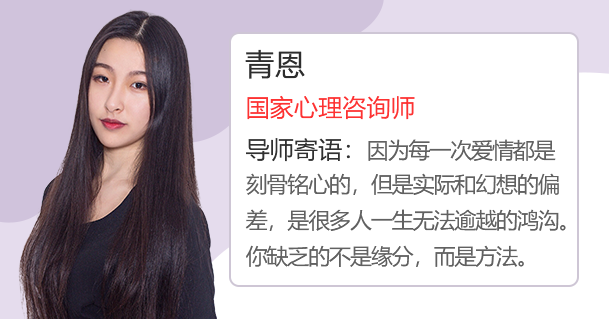 青恩
国家心理咨询师
导师寄语：因为每一次爱情都是
刻骨铭心的，但是实际和幻想的偏
差，是很多人一生无法逾越的鸿沟。
你缺乏的不是缘分，而是方法。